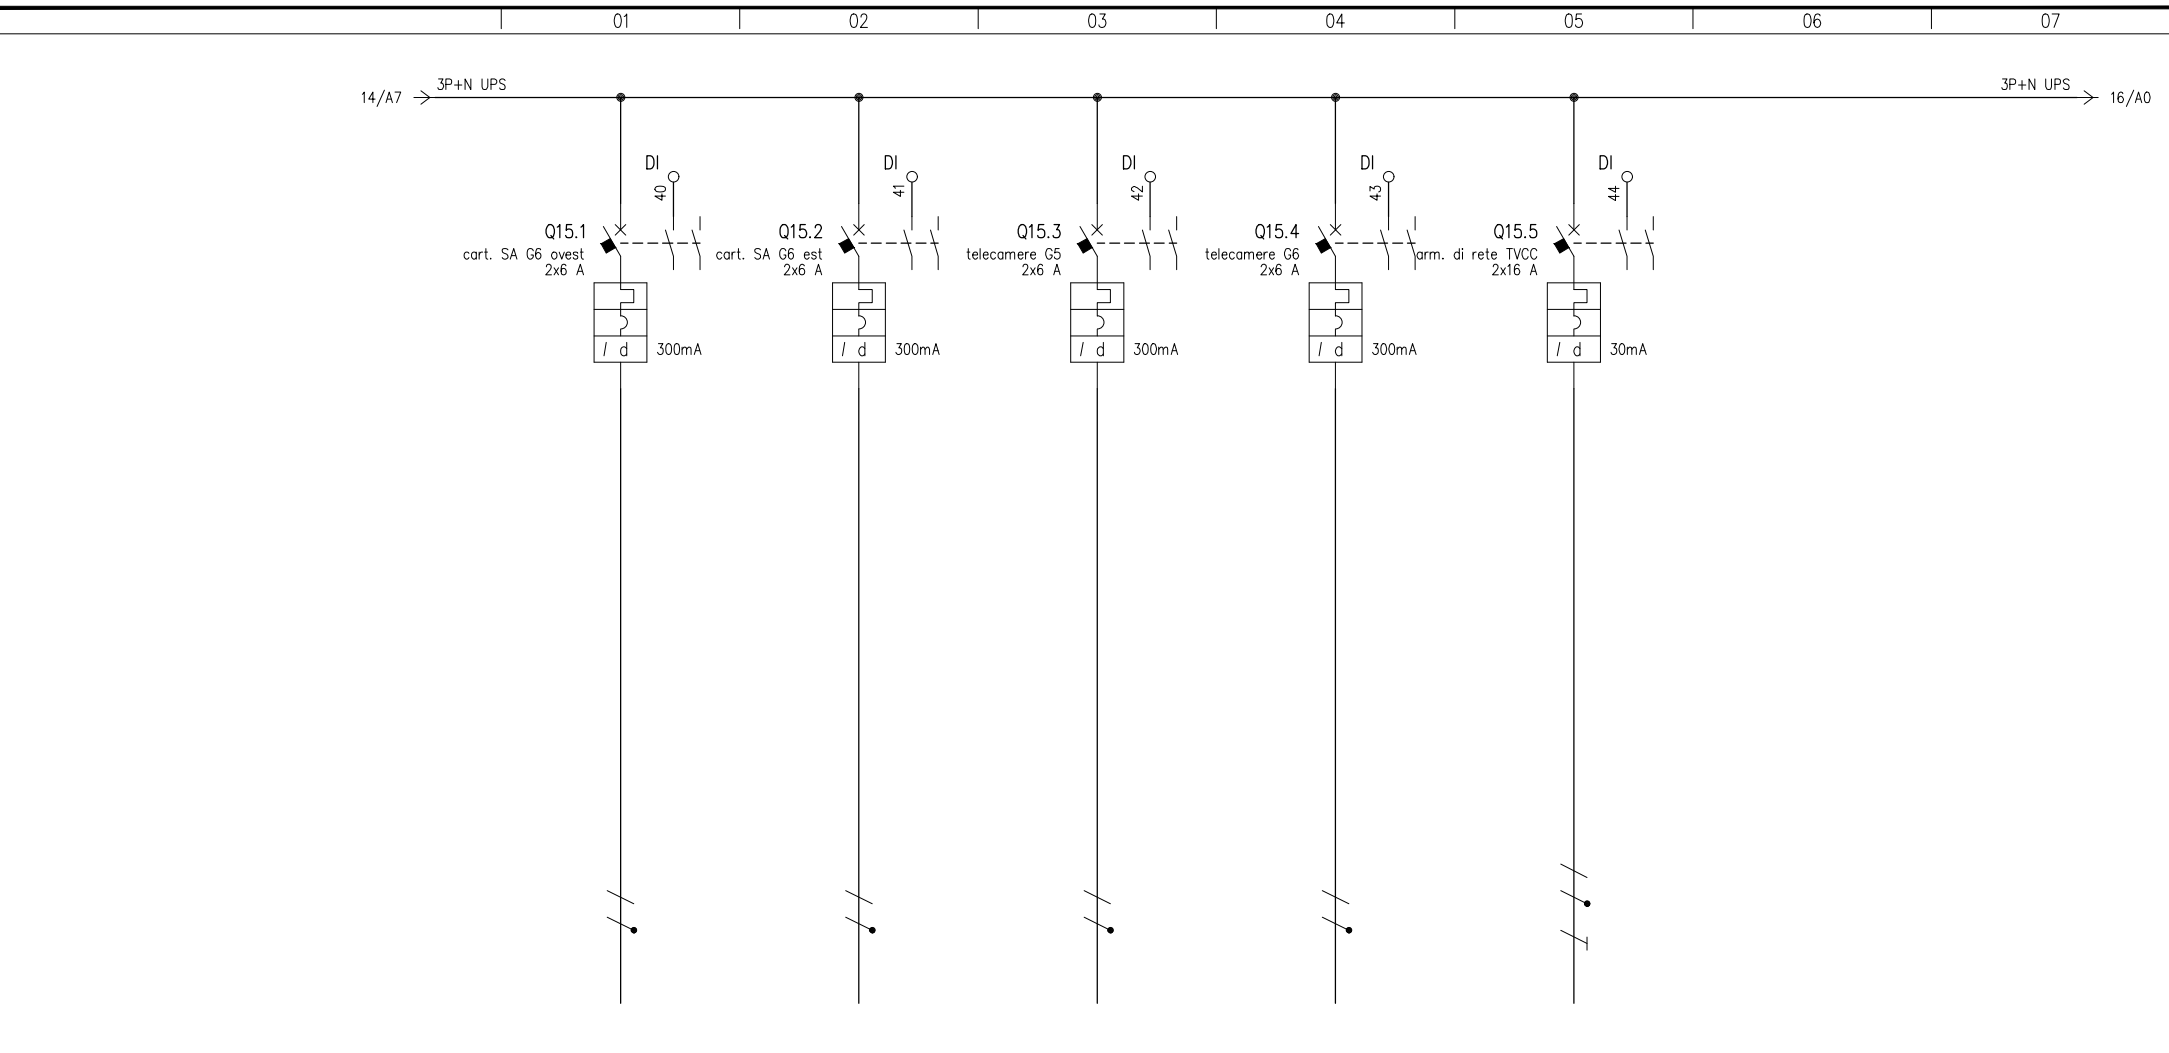 01 02 03 04 05 06 07
3P+N UPS 3P+N UPS
14/A7 16/A0
DI DI DI DI DI
40 41 42 43 44
Q15.1 Q15.2 Q15.3 Q15.4 Q15.5
cart. SA G6 ovest cart. SA G6 est telecamere G5 telecamere G6 arm. di rete TVCC
2x6 A 2x6 A 2x6 A 2x6 A 2x16 A
I d 300mA I d 300mA I d 300mA I d 300mA I d 30mA